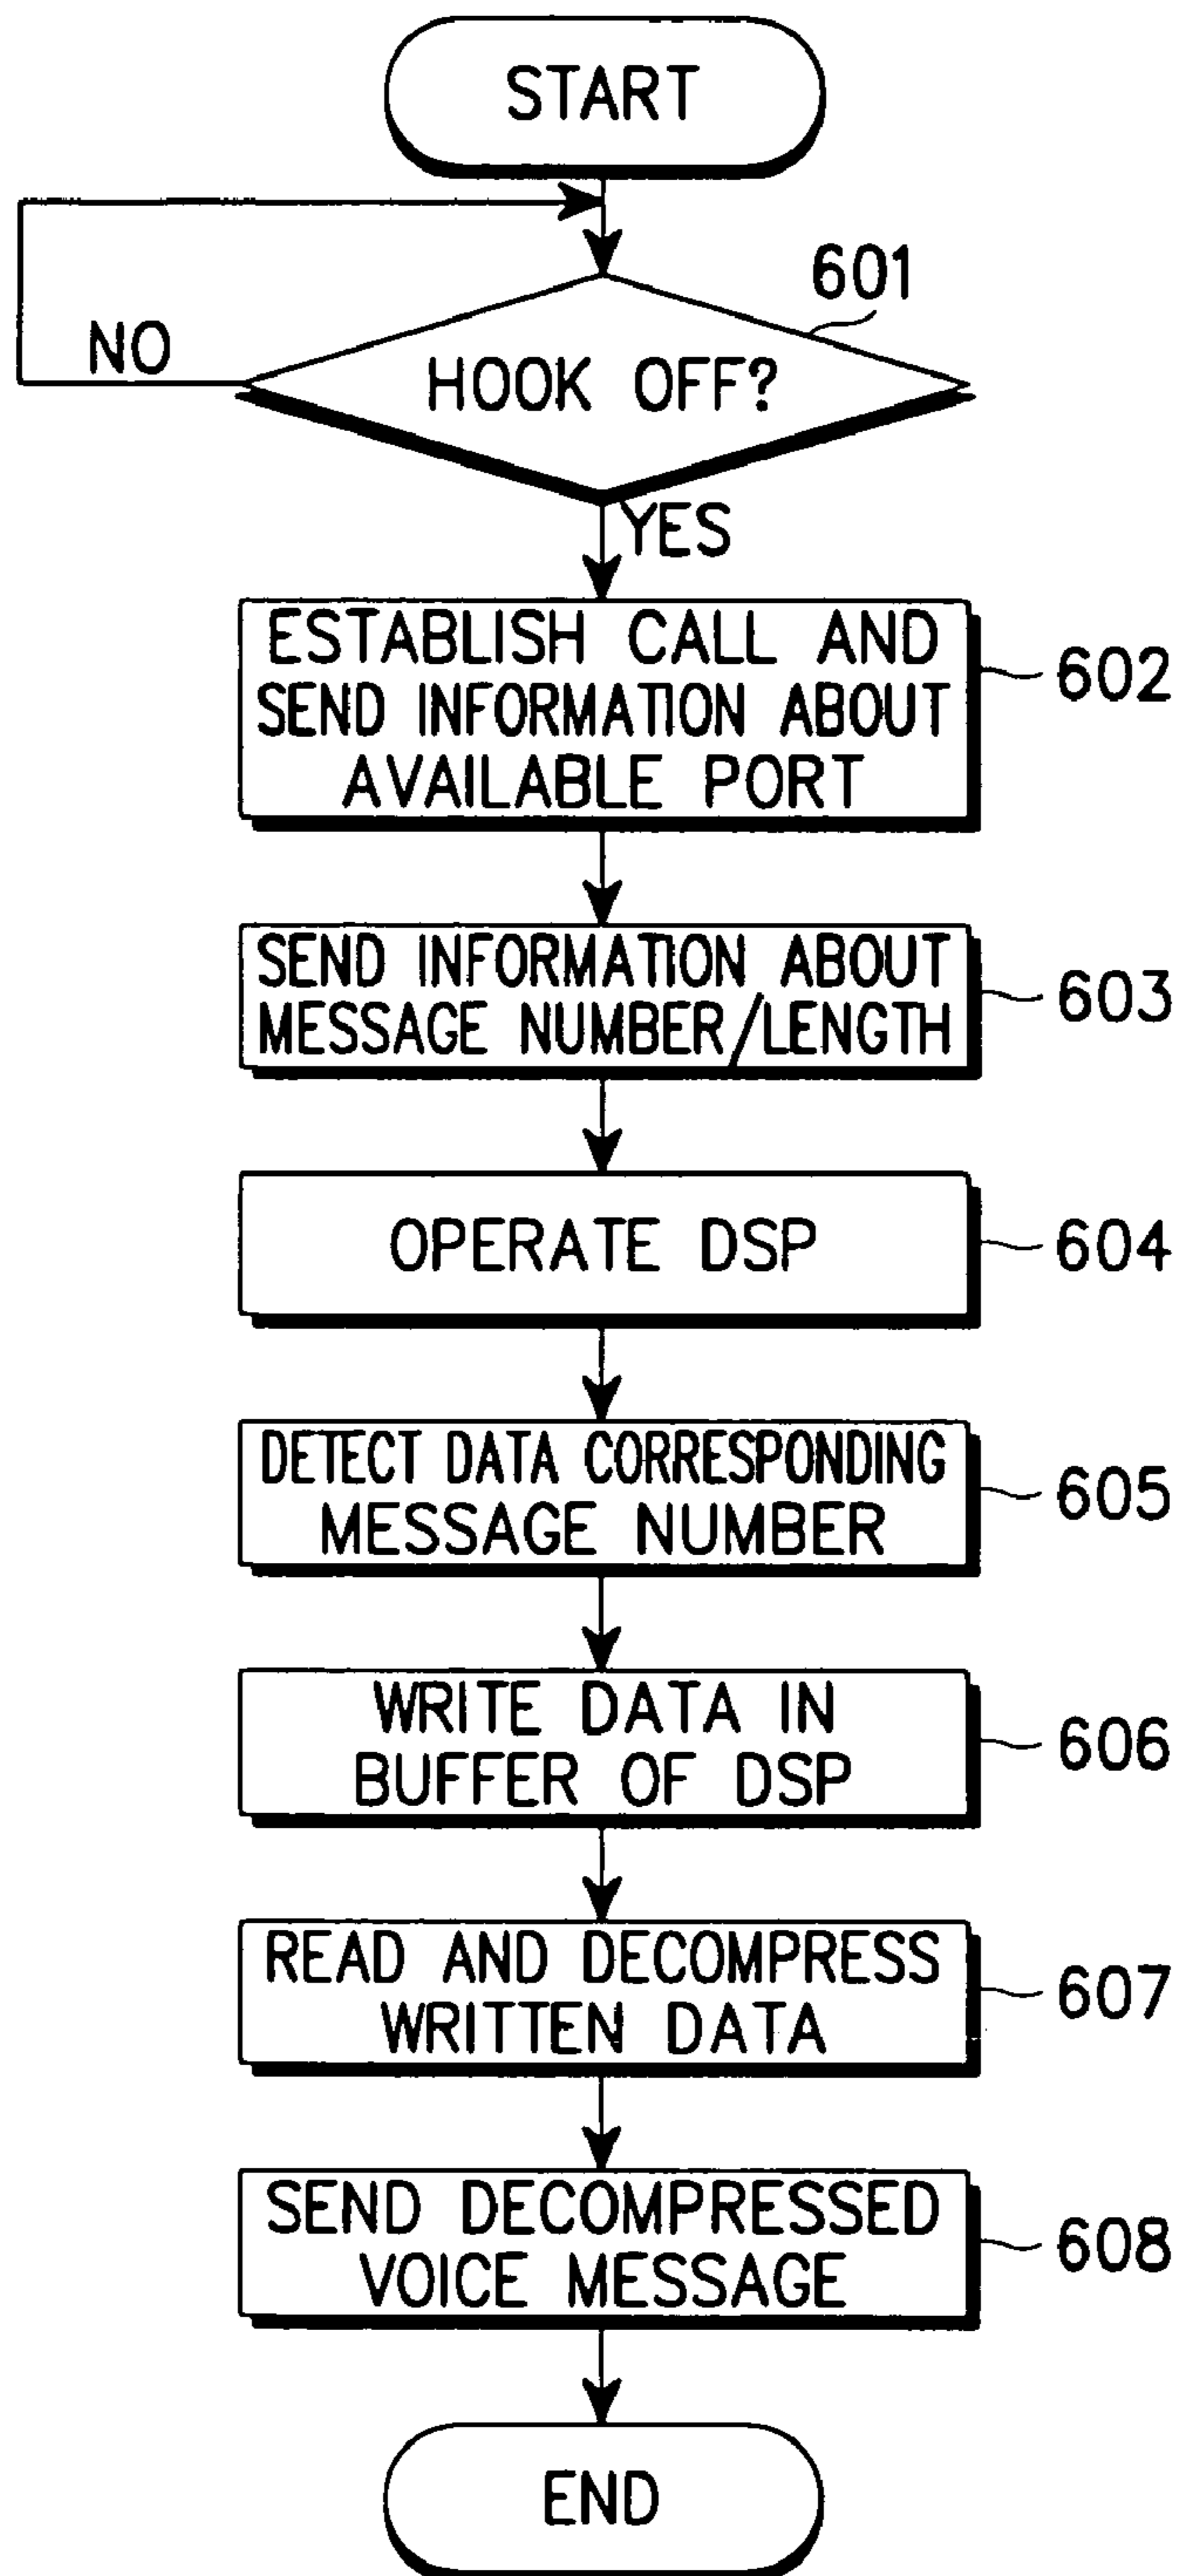 START
601
NO
HOOK OFF?
YES
ESTABLISH CALL AND
SEND INFORMATION ABOUT
AVAILABLE PORT
602
SEND INFORMATION ABOUT
MESSAGE NUMBER/LENGTH
603
OPERATE DSP
604
DETECT DATA CORRESPONDING
MESSAGE NUMBER
605
WRITE DATA IN
BUFFER OF DSP
606
READ AND DECOMPRESS
WRITTEN DATA
607
SEND DECOMPRESSED
VOICE MESSAGE
608
END